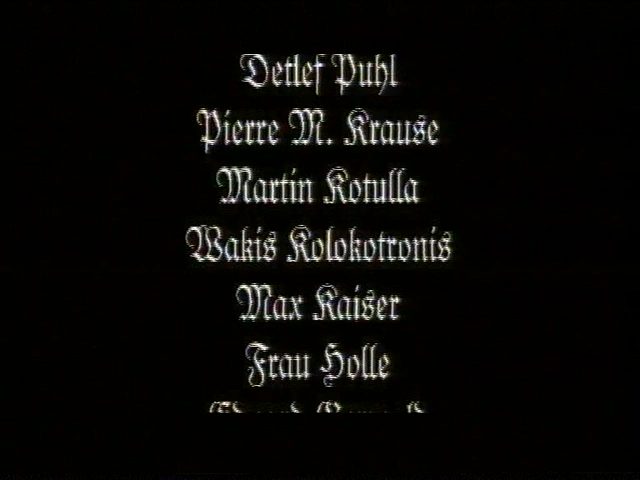 Detlef Puhl
Pierre M. Krause
Martin Kotulla
Wakis Kolokotronis
Max Kaiser
Frau Holle